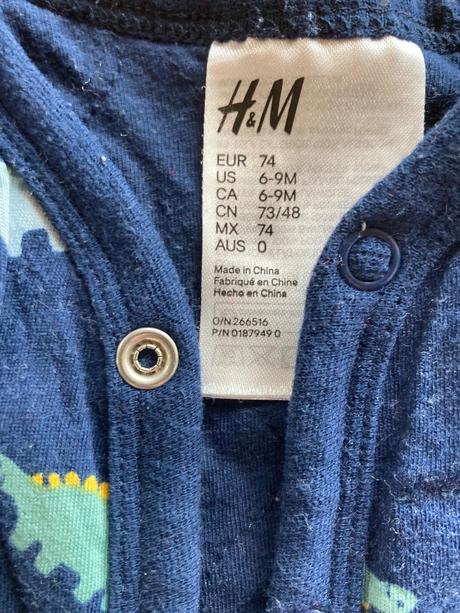 H&M
EUR 74
US 6-9M
CA 6-9M
CN 73/48
MX 74
AUS 0
Made in China
Fabriqué en Chine
Hecho en China
O/N 266516
P/N 0187949 0